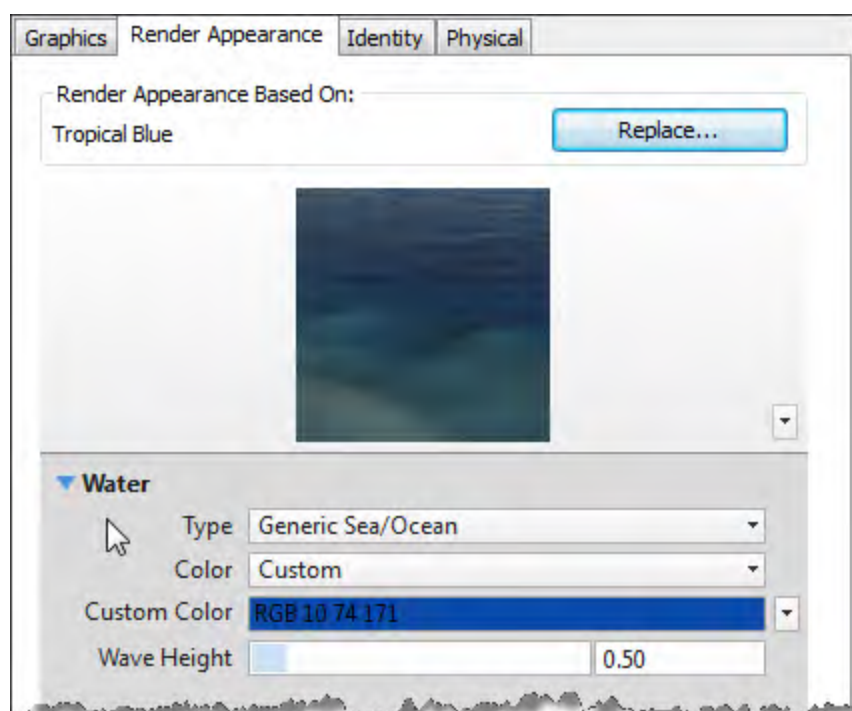 Graphics Render Appearance Identity Physical
Render Appearance Based On:
Tropical Blue Replace...
Water
Type Generic Sea/Ocean
Color Custom
Custom Color RGB 10 74 171
Wave Height 0.50